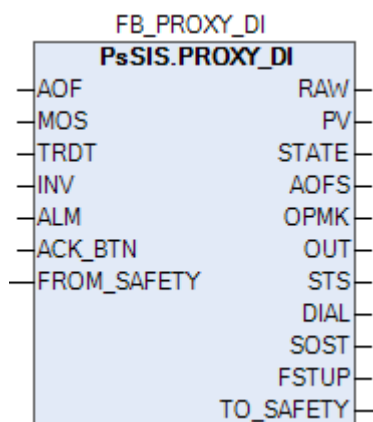 FB_PROXY_DI
PsSIS.PROXY_DI
AOF RAW
MOS PV
TRDT STATE
INV AOFS
ALM OPMK
ACK_BTN OUT
FROM_SAFETY STS
DIAL
SOST
FSTUP
TO_SAFETY